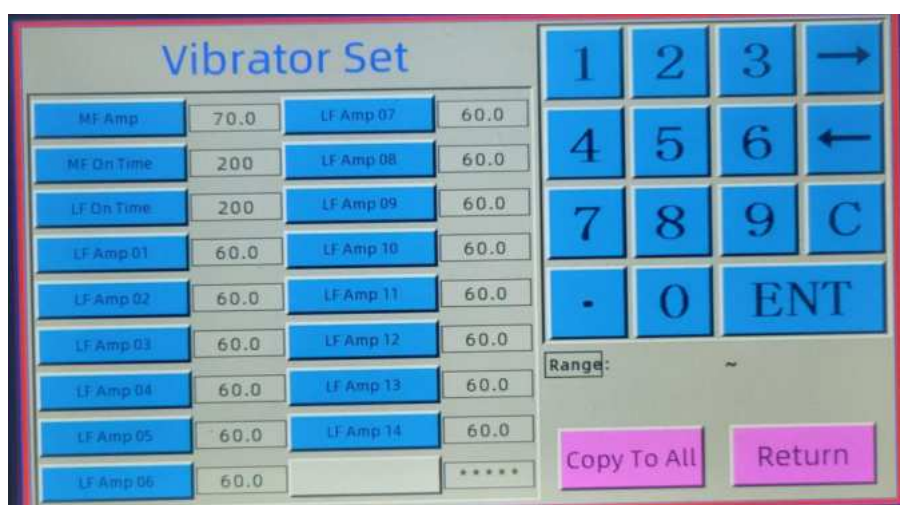 Vibrator Set
MF Amp 70.0 LF Amp 07 60.0
MF On Time 200 LF Amp 08 60.0
LF On Time 200 LF Amp 09 60.0
LF Amp 01 60.0 LF Amp 10 60.0
LF Amp 02 60.0 LF Amp 11 60.0
LF Amp 03 60.0 LF Amp 12 60.0
LF Amp 04 60.0 LF Amp 13 60.0
LF Amp 05 60.0 LF Amp 14 60.0
LF Amp 06 60.0 *****
1 2 3 →
4 5 6 ←
7 8 9 C
. 0 ENT
Range: ~
Copy To All Return